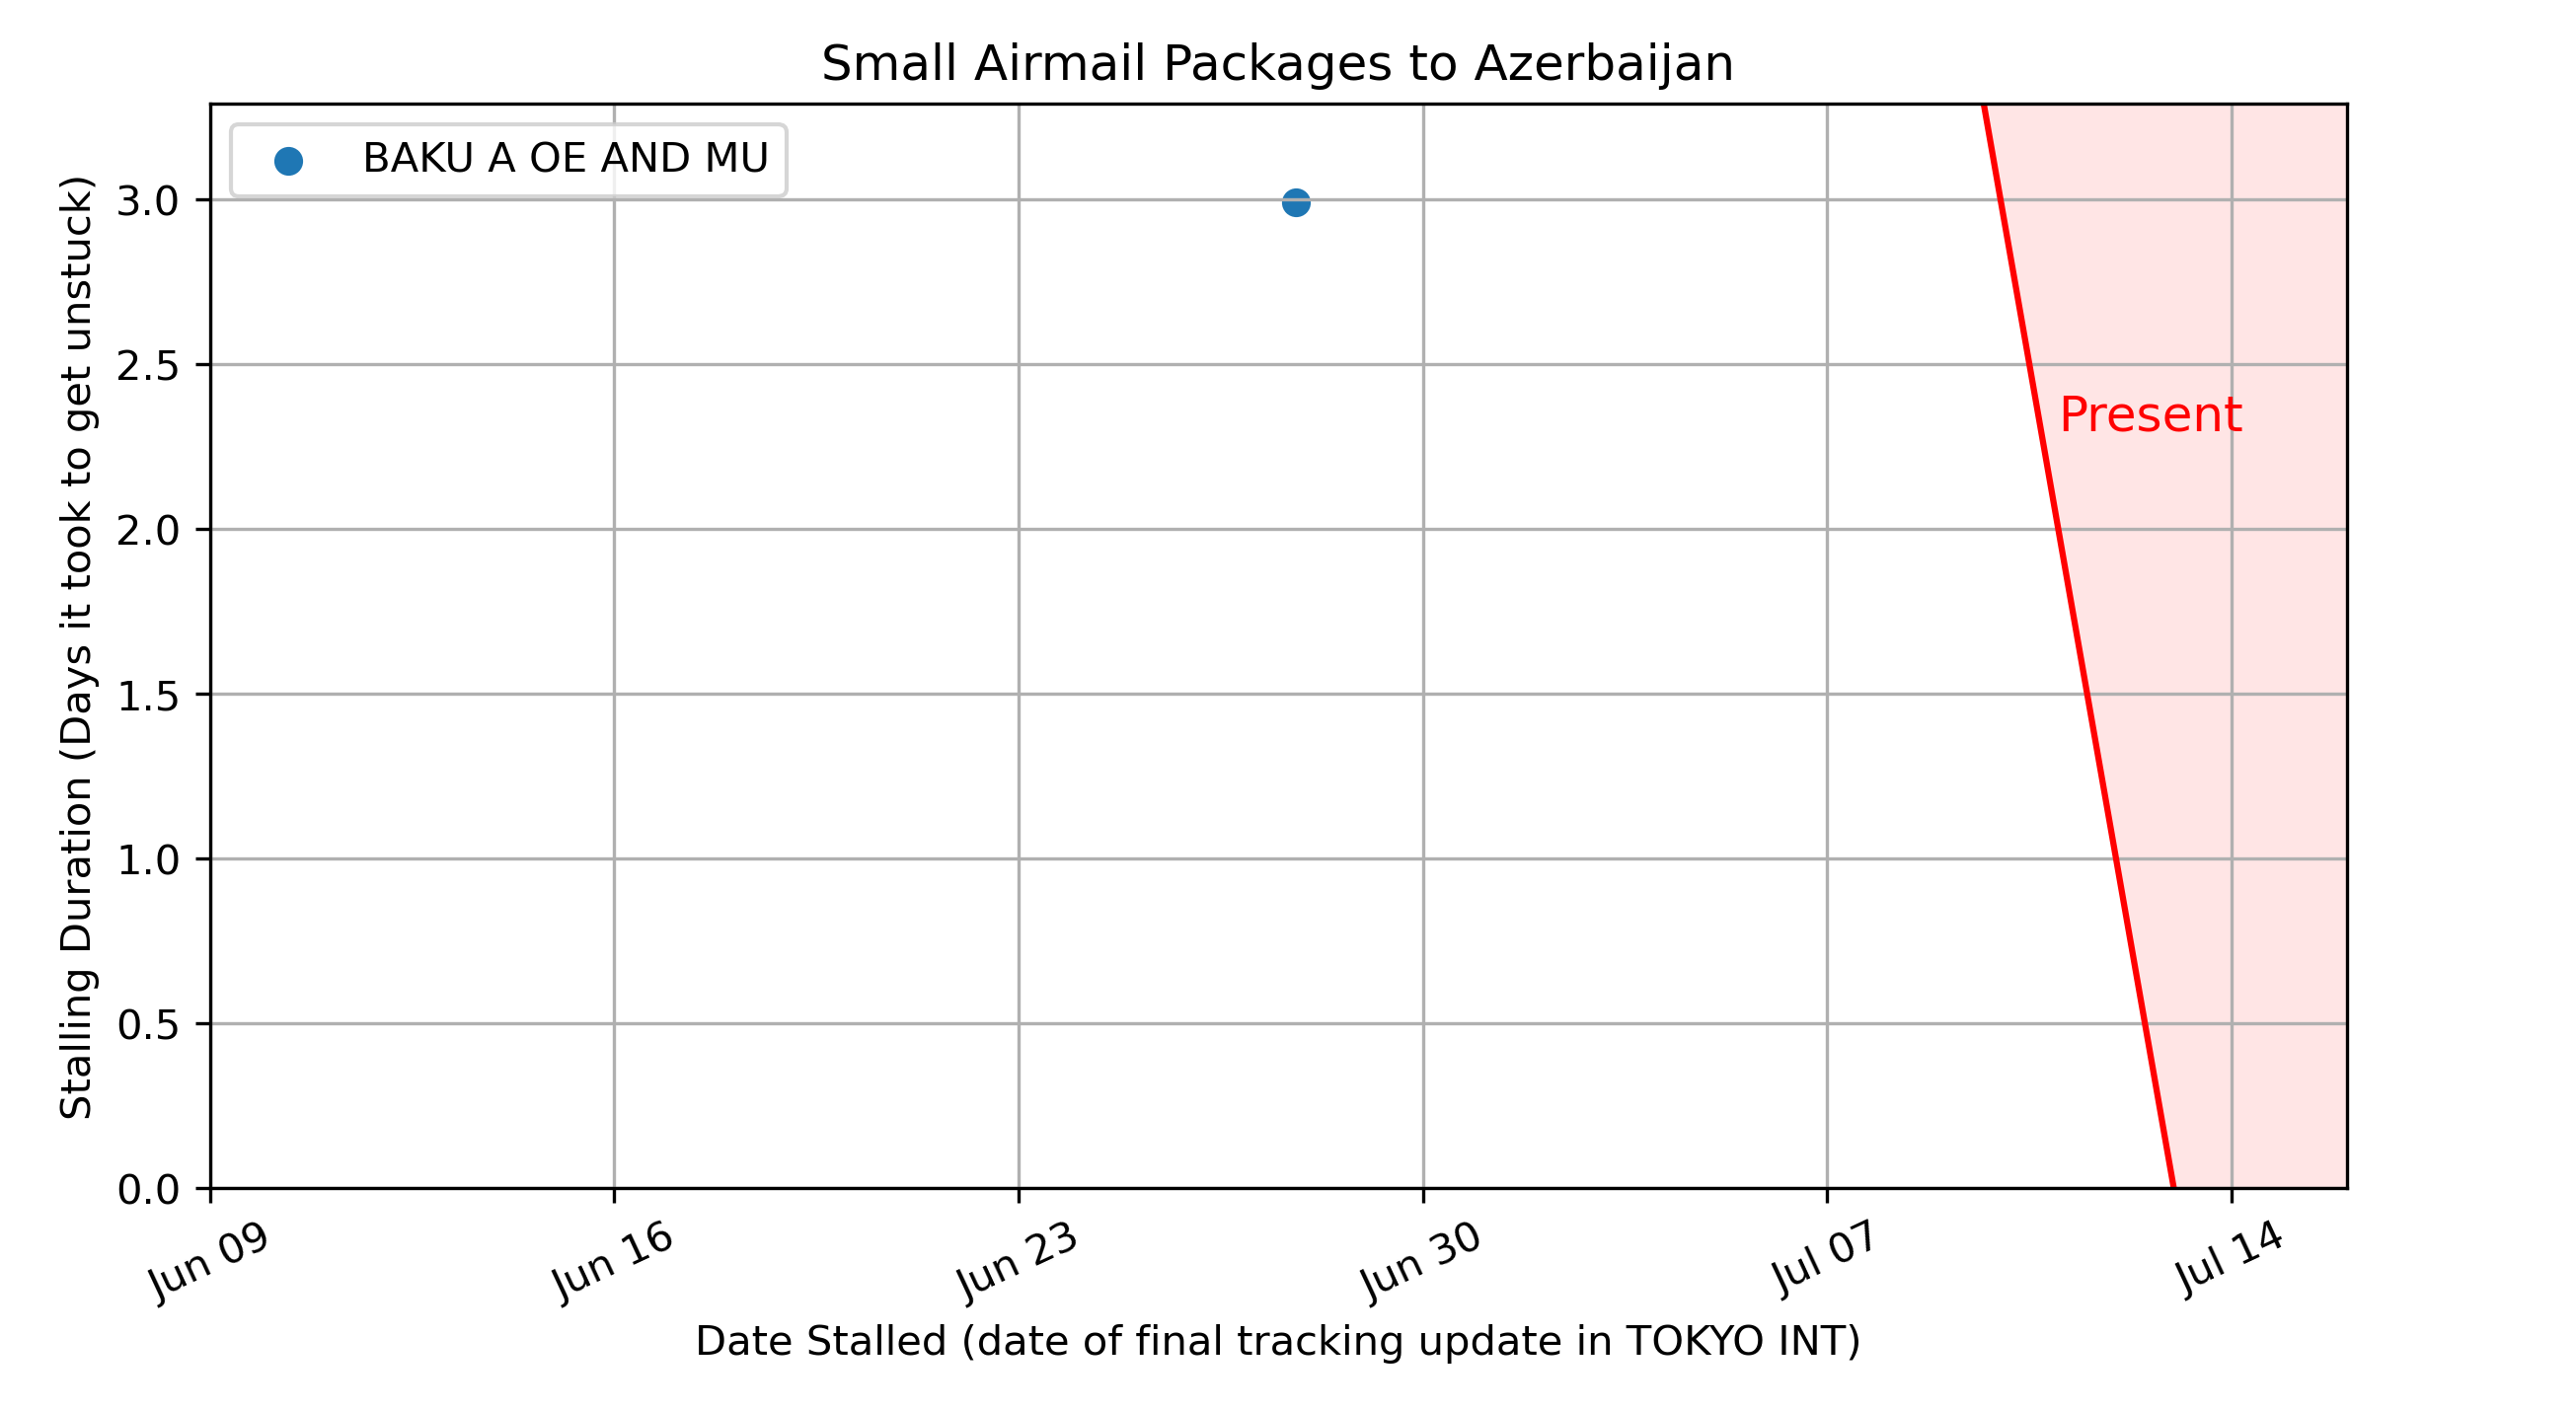 Small Airmail Packages to Azerbaijan
BAKU A OE AND MU
Stalling Duration (Days it took to get unstuck)
3.0
2.5
2.0
1.5
1.0
0.5
0.0
Present
Jun 09
Jun 16
Jun 23
Jun 30
Jul 07
Jul 14
Date Stalled (date of final tracking update in TOKYO INT)